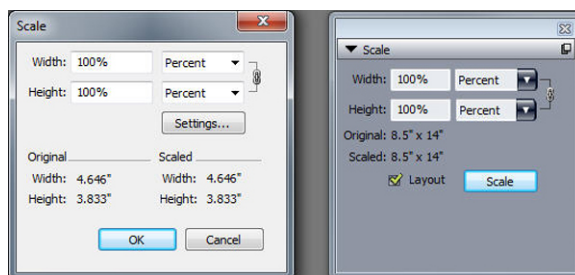 Scale
Width: 100% Percent
Height: 100% Percent
Settings...
Original Scaled
Width: 4.646" Width: 4.646"
Height: 3.833" Height: 3.833"
OK Cancel
Scale
Width: 100% Percent
Height: 100% Percent
Original: 8.5" x 14"
Scaled: 8.5" x 14"
Layout Scale